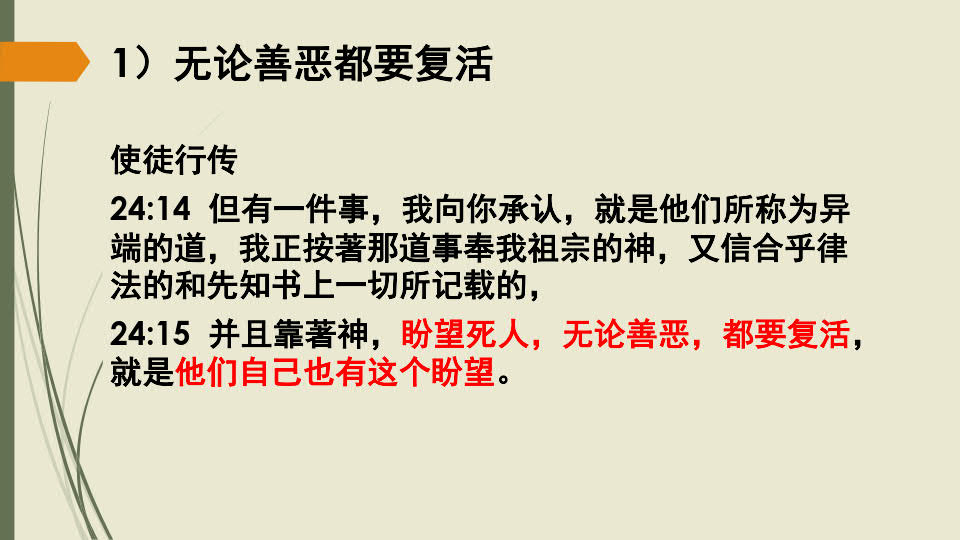 1）无论善恶都要复活
使徒行传
24:14 但有一件事，我向你承认，就是他们所称为异
端的道，我正按著那道事奉我祖宗的神，又信合乎律
法的和先知书上一切所记载的，
24:15 并且靠著神，盼望死人，无论善恶，都要复活，
就是他们自己也有这个盼望。